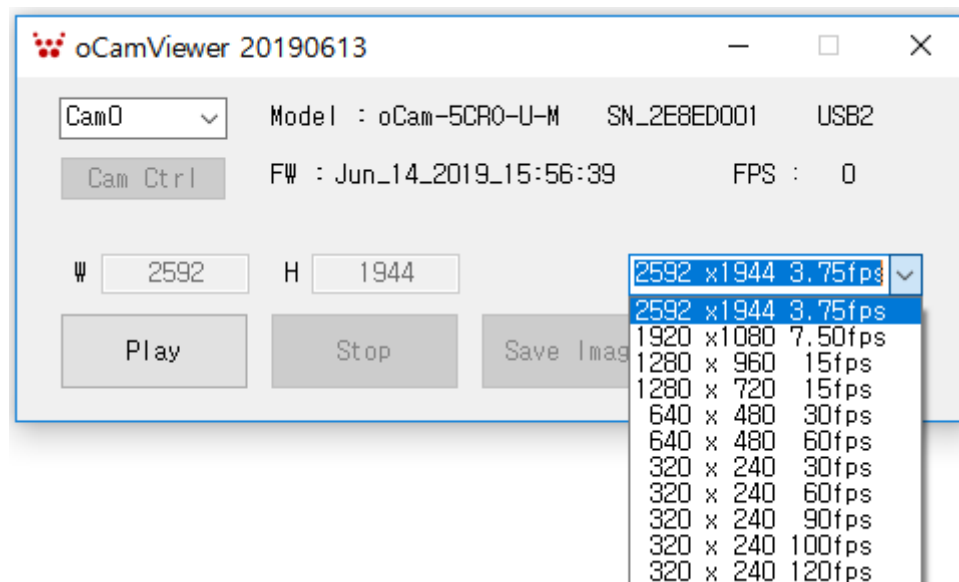 oCamViewer 20190613
Cam0 Model : oCam-5CRO-U-M SN_2E8ED001 USB2
Cam Ctrl FW : Jun_14_2019_15:56:39 FPS : 0
W 2592 H 1944 2592 x1944 3.75fps
2592 x1944 3.75fps
Play Stop Save Imag
1920 x1080 7.50fps
1280 x 960 15fps
1280 x 720 15fps
640 x 480 30fps
640 x 480 60fps
320 x 240 30fps
320 x 240 60fps
320 x 240 90fps
320 x 240 100fps
320 x 240 120fps